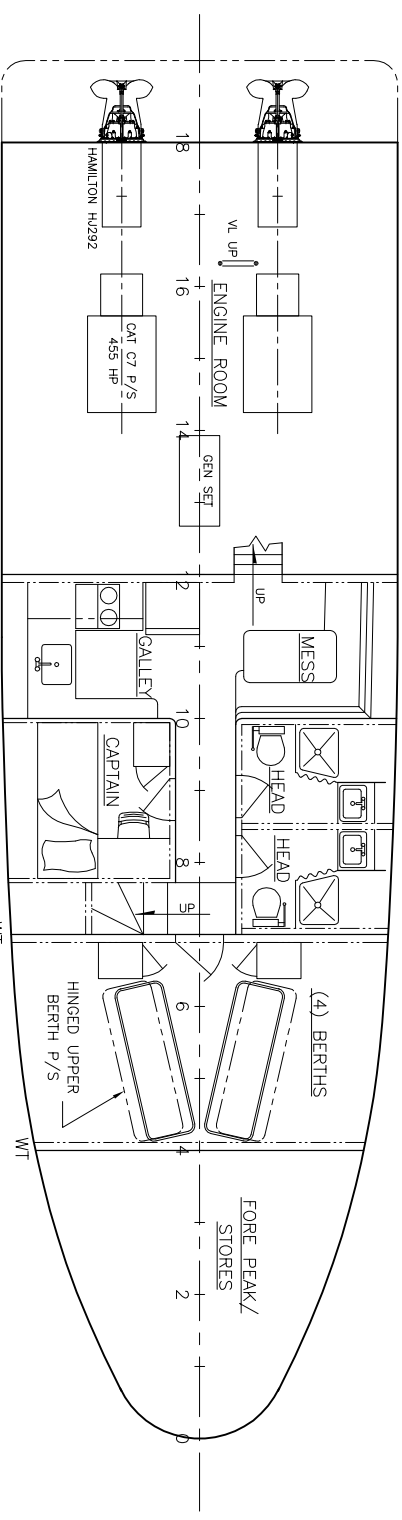 18
HAMILTON HJ292
VL UP
16
ENGINE ROOM
CAT C7 P/S
455 HP
14
GEN SET
12
UP
MESS
GALLEY
10
HEAD
CAPTAIN
HEAD
8
UP
WT
6
(4) BERTHS
HINGED UPPER
BERTH P/S
4
WT
FORE PEAK/
STORES
2
0